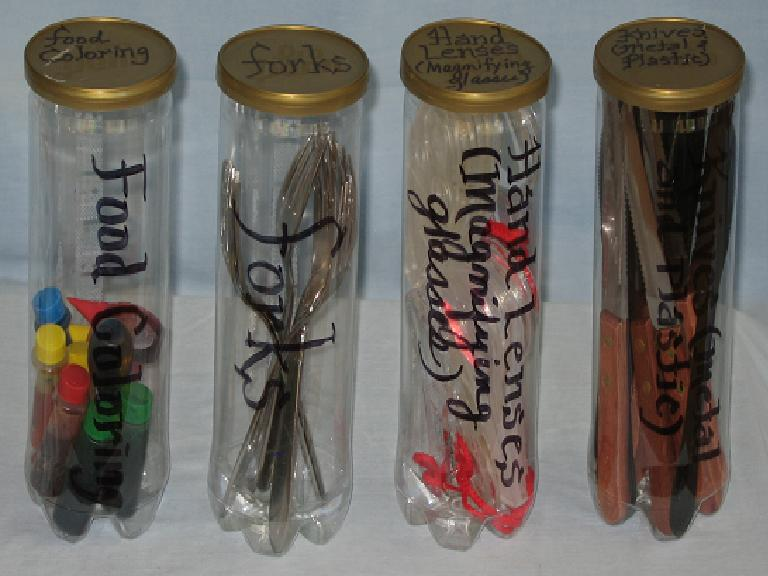 Food
Coloring
forks
Hand
Lenses
(Magnifying
glasses)
Knives
(metal &
Plastic)
Food Coloring
forks
Hand Lenses
(Magnifying
glasses)
Knives (metal
and Plastic)